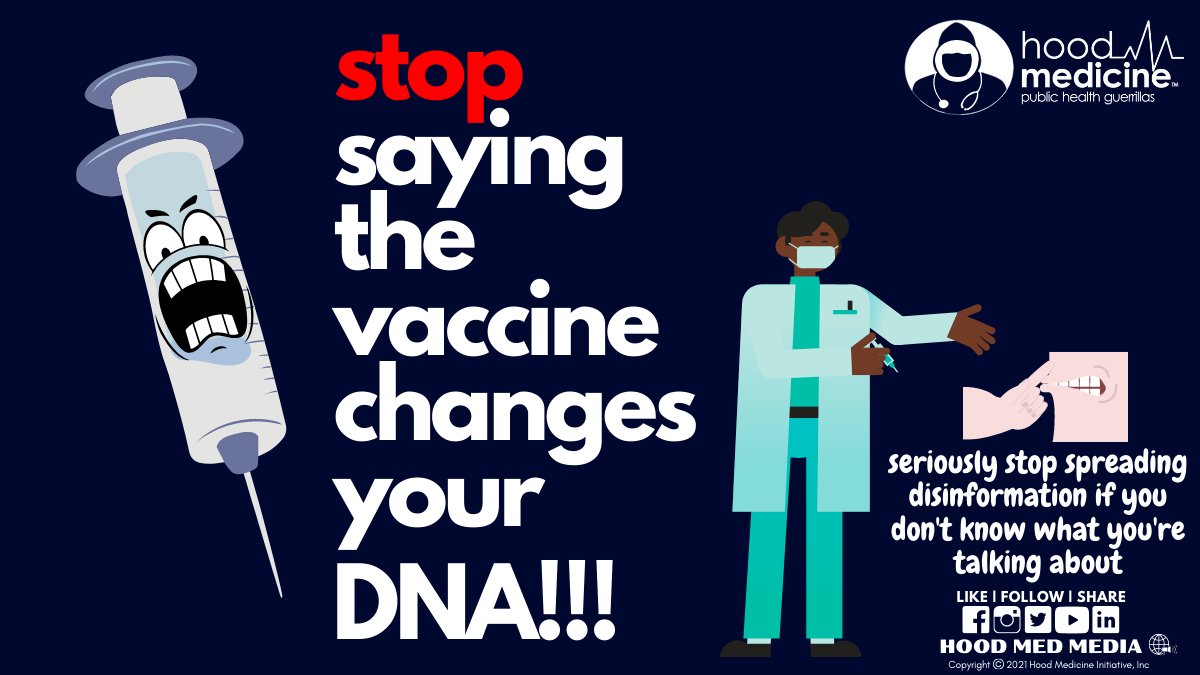 stop
saying
the
vaccine
changes
your
DNA!!!
hood
medicine™
public health guerrillas
seriously stop spreading
disinformation if you
don't know what you're
talking about
LIKE | FOLLOW | SHARE
HOOD MED MEDIA
Copyright © 2021 Hood Medicine Initiative, Inc